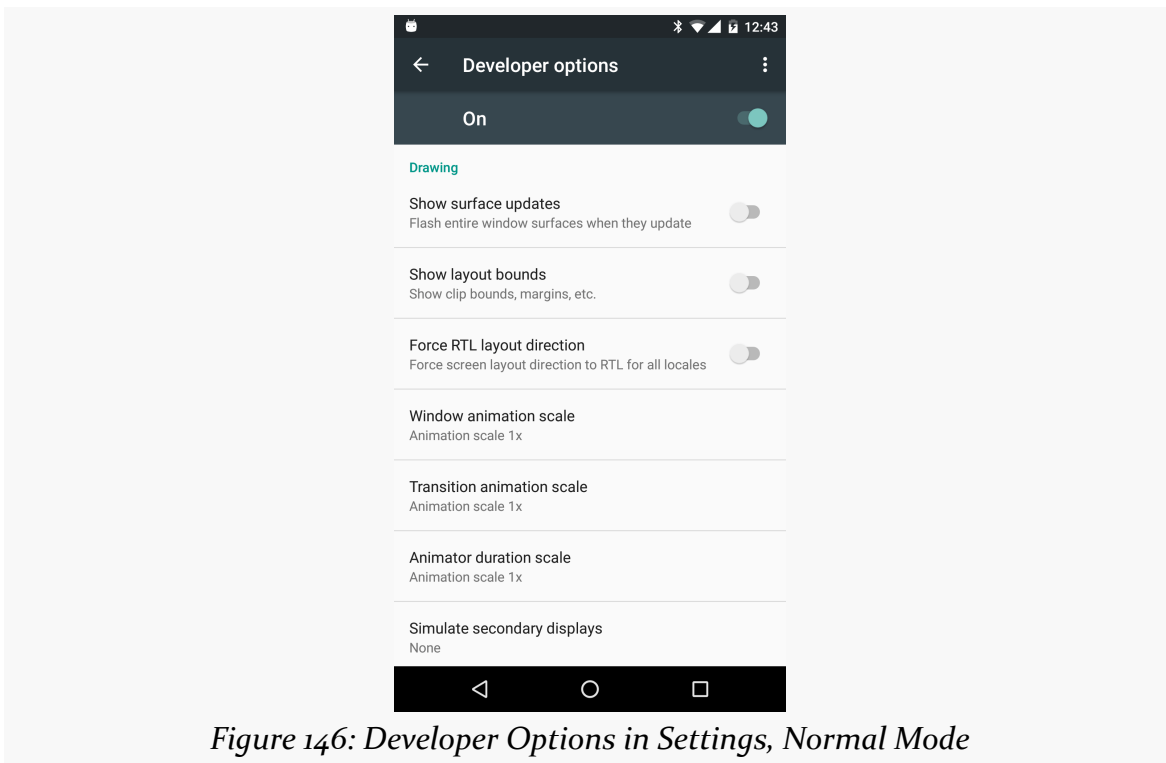 12:43
Developer options
On
Drawing
Show surface updates
Flash entire window surfaces when they update
Show layout bounds
Show clip bounds, margins, etc.
Force RTL layout direction
Force screen layout direction to RTL for all locales
Window animation scale
Animation scale 1x
Transition animation scale
Animation scale 1x
Animator duration scale
Animation scale 1x
Simulate secondary displays
None
Figure 146: Developer Options in Settings, Normal Mode